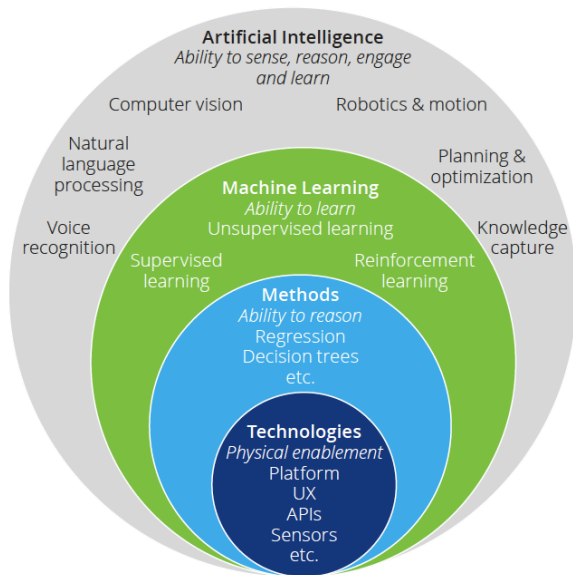 Artificial Intelligence
Ability to sense, reason, engage
and learn
Computer vision
Robotics & motion
Natural
language
processing
Planning &
optimization
Voice
recognition
Knowledge
capture
Machine Learning
Ability to learn
Unsupervised learning
Supervised
learning
Reinforcement
learning
Methods
Ability to reason
Regression
Decision trees
etc.
Technologies
Physical enablement
Platform
UX
APIs
Sensors
etc.